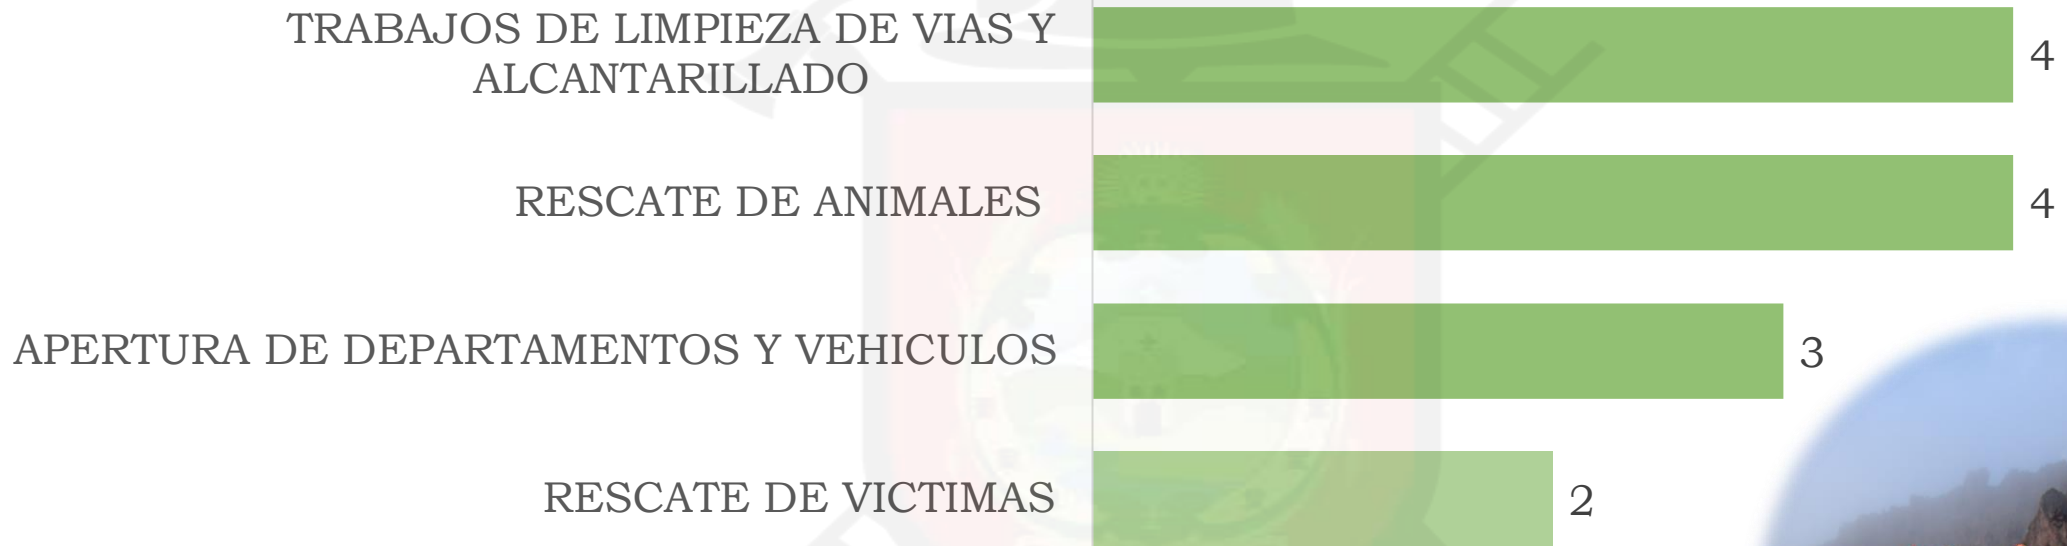 TRABAJOS DE LIMPIEZA DE VIAS Y
ALCANTARILLADO
4
RESCATE DE ANIMALES
4
APERTURA DE DEPARTAMENTOS Y VEHICULOS
3
RESCATE DE VICTIMAS
2